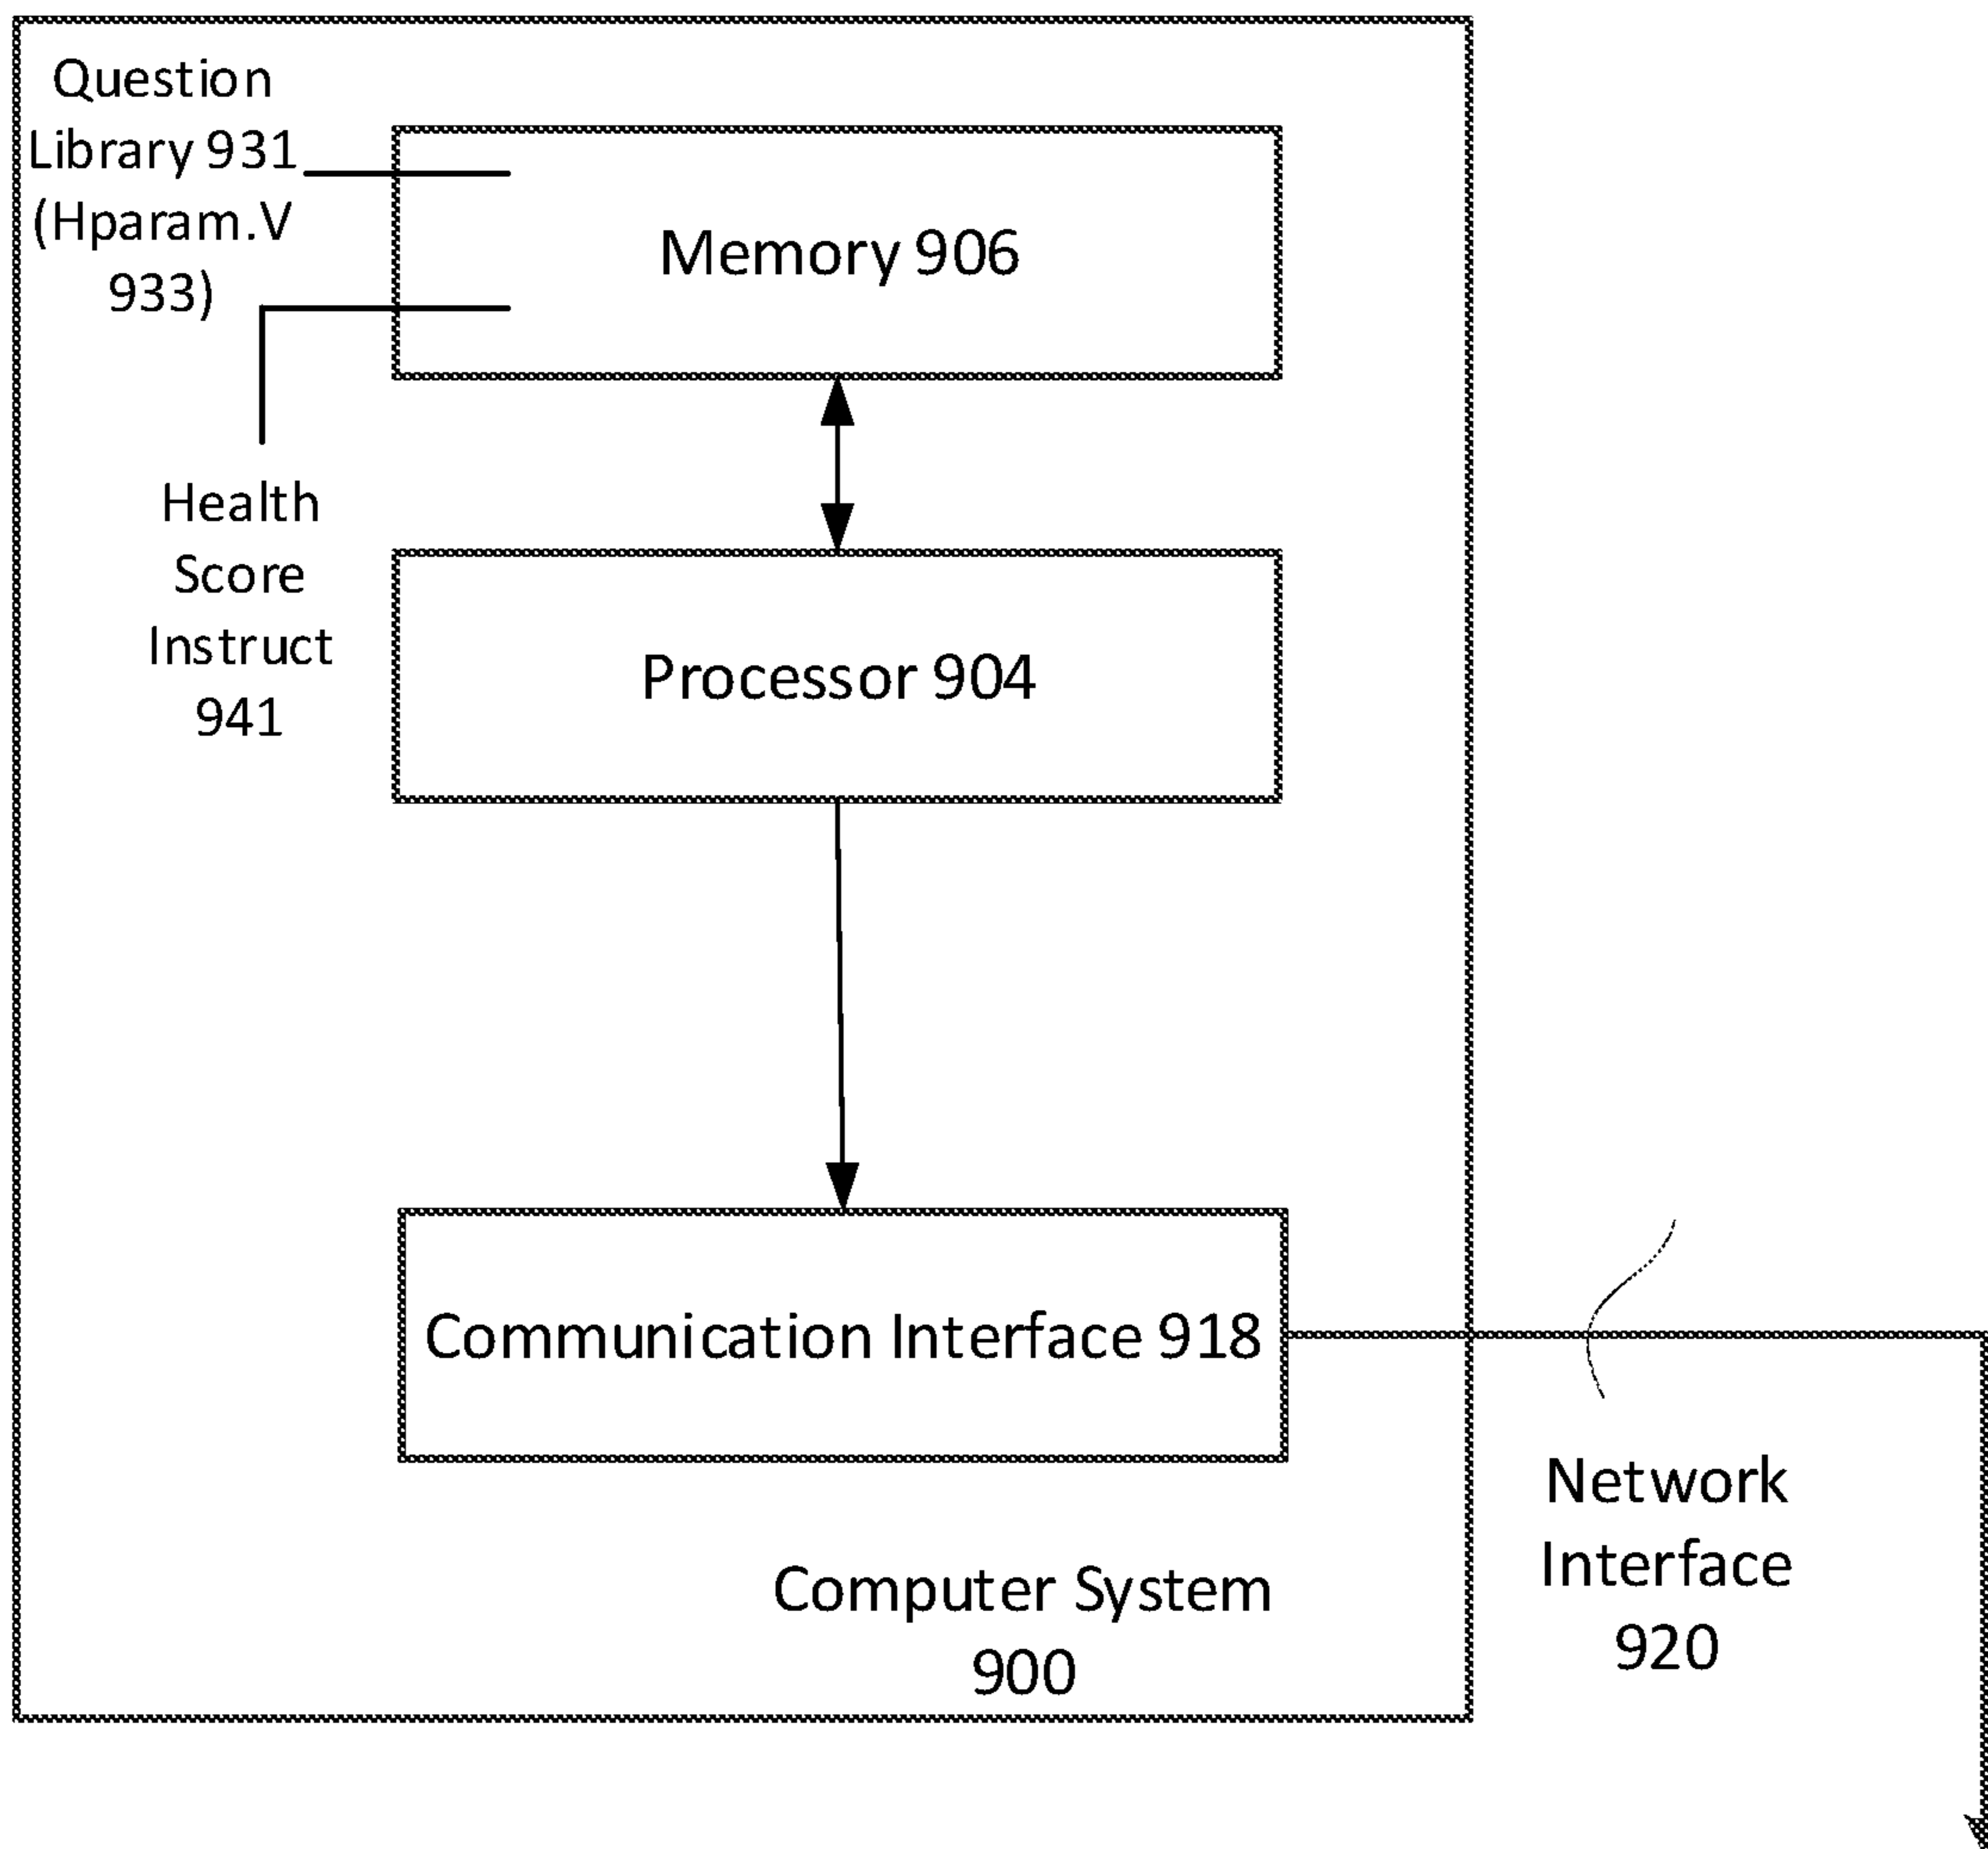 Question
Library 931
(Hparam.V
933)
Memory 906
Health
Score
Instruct
941
Processor 904
Communication Interface 918
Network
Interface
920
Computer System
900